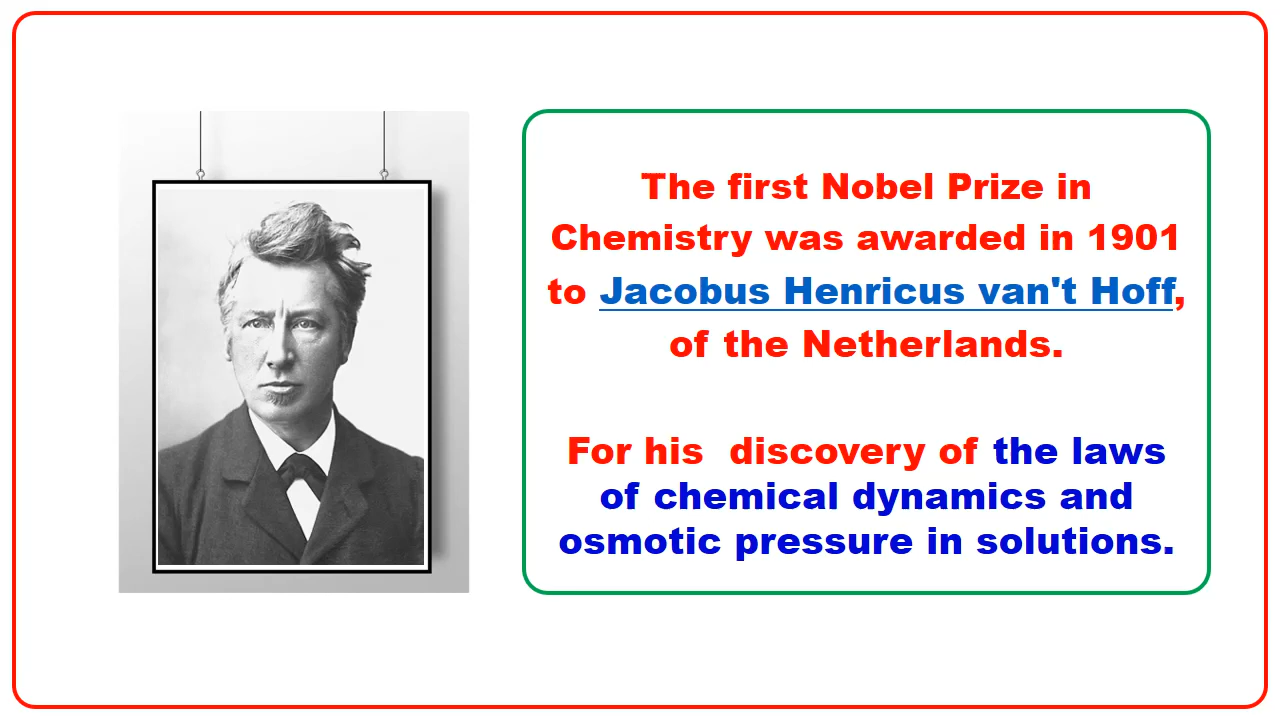 The first Nobel Prize in
Chemistry was awarded in 1901
to Jacobus Henricus van't Hoff,
of the Netherlands.
For his  discovery of the laws
of chemical dynamics and
osmotic pressure in solutions.